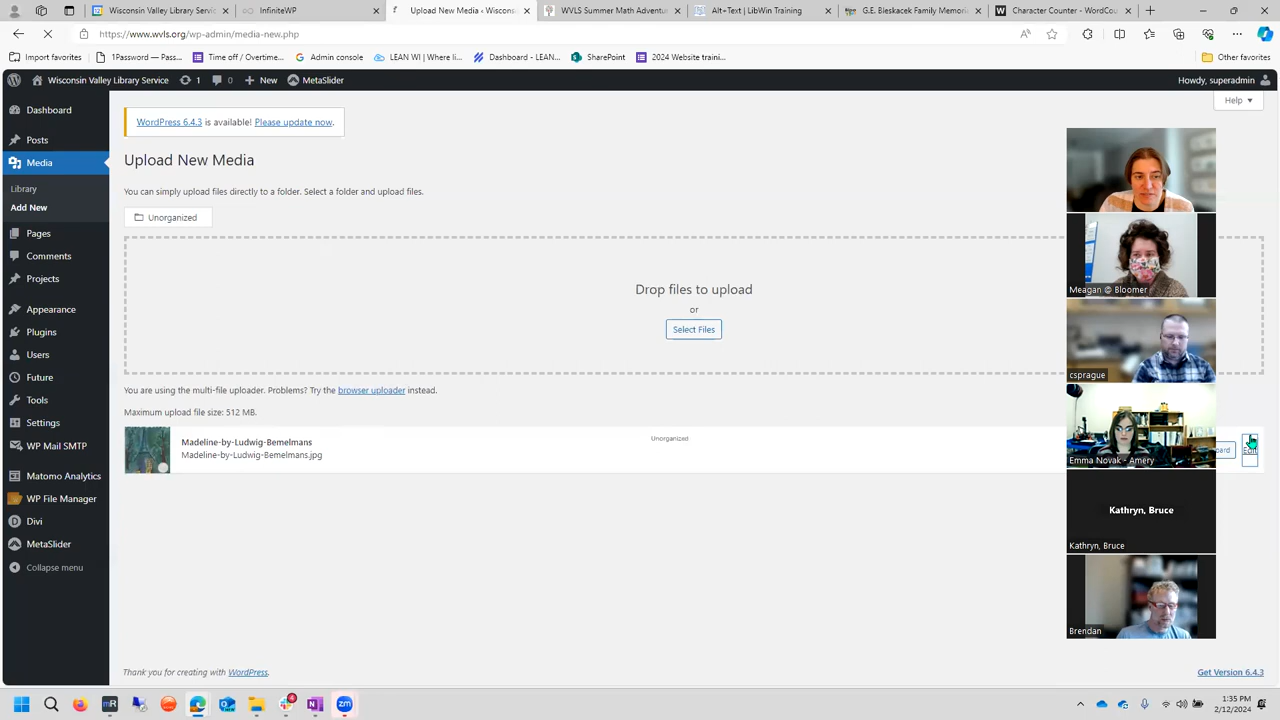 InfiniteWP
Upload New Media ‹ Wiscons
WVLS Summer Math Adventu
Alt+Text | LibWin Training
G.E. Bleskacek Family Memori
Character Counter - WordCou
https://www.wvls.org/wp-admin/media-new.php
Import favorites
1Password — Pass...
Time off / Overtime...
Admin console
LEAN WI | Where li...
Dashboard - LEAN...
SharePoint
2024 Website traini...
Other favorites
Wisconsin Valley Library Service
1
0
New
MetaSlider
Howdy, superadmin
Help ▼
Dashboard
Posts
Media
Library
Add New
Pages
Comments
Projects
Appearance
Plugins
Users
Future
Tools
Settings
WP Mail SMTP
Matomo Analytics
WP File Manager
Divi
MetaSlider
Collapse menu
WordPress 6.4.3 is available! Please update now.
Upload New Media
You can simply upload files directly to a folder. Select a folder and upload files.
Unorganized
Drop files to upload
or
Select Files
You are using the multi-file uploader. Problems? Try the browser uploader instead.
Maximum upload file size: 512 MB.
Madeline-by-Ludwig-Bemelmans
Madeline-by-Ludwig-Bemelmans.jpg
Unorganized
Edit
Meagan @ Bloomer
csprague
Emma Novak - Amery
Kathryn, Bruce
Kathryn, Bruce
Brendan
Thank you for creating with WordPress.
Get Version 6.4.3
1:35 PM
2/12/2024